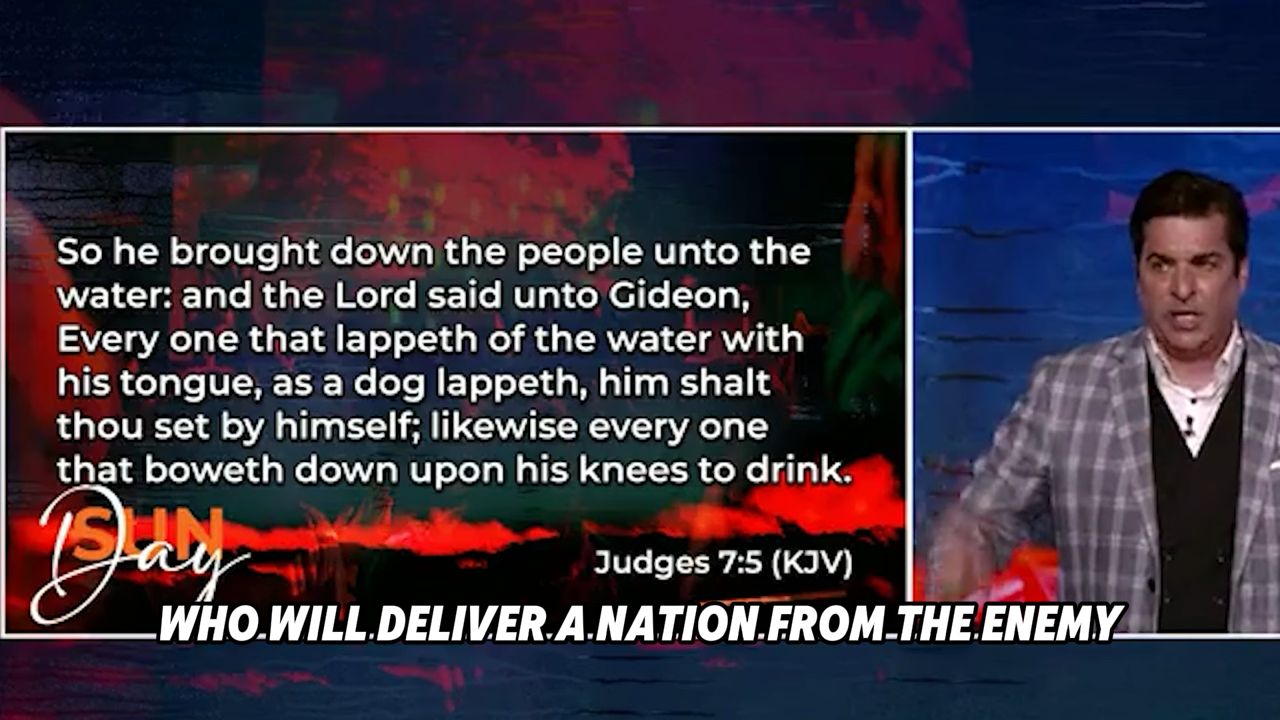 So he brought down the people unto the
water: and the Lord said unto Gideon,
Every one that lappeth of the water with
his tongue, as a dog lappeth, him shalt
thou set by himself; likewise every one
that boweth down upon his knees to drink.
SUN
Day
Judges 7:5 (KJV)
WHO WILL DELIVER A NATION FROM THE ENEMY